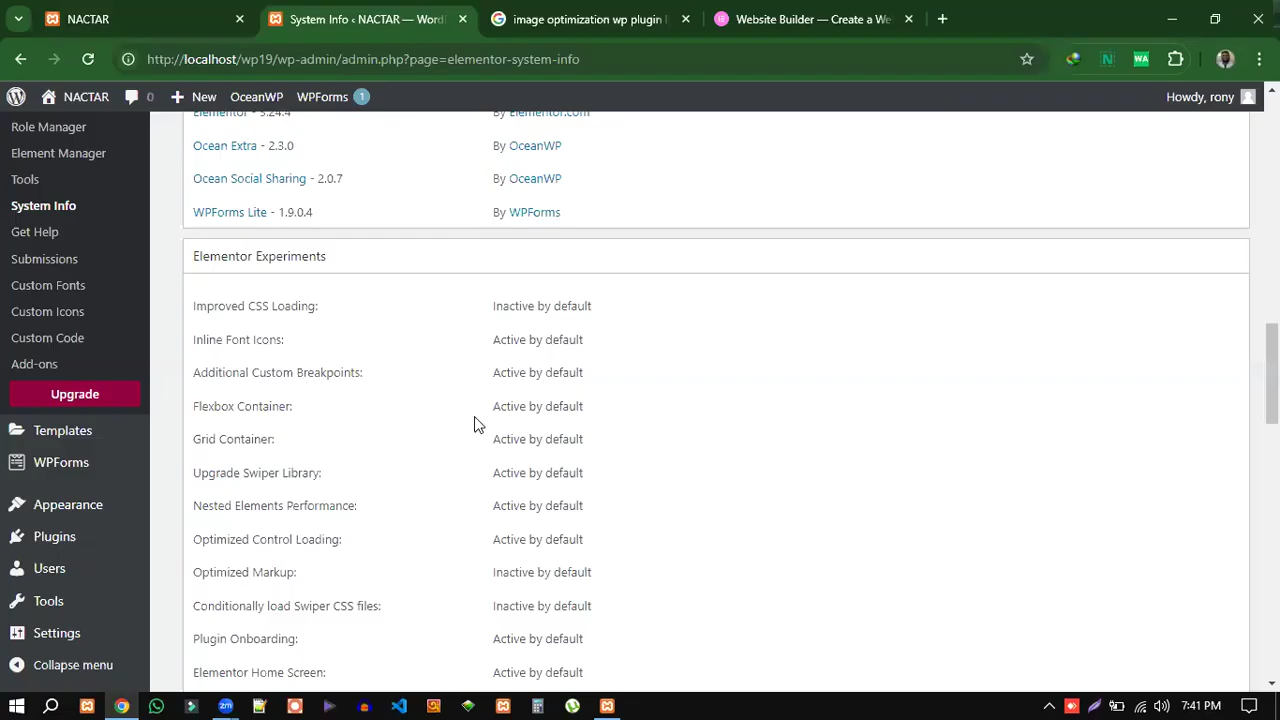 NACTAR
System Info ‹ NACTAR — Word
image optimization wp plugin
Website Builder — Create a We
http://localhost/wp19/wp-admin/admin.php?page=elementor-system-info
NACTAR 0 New OceanWP WPForms 1 Howdy, rony
Role Manager
Element Manager
Tools
System Info
Get Help
Submissions
Custom Fonts
Custom Icons
Custom Code
Add-ons
Upgrade
Templates
WPForms
Appearance
Plugins
Users
Tools
Settings
Collapse menu
Elementor - 3.24.4 By Elementor.com
Ocean Extra - 2.3.0 By OceanWP
Ocean Social Sharing - 2.0.7 By OceanWP
WPForms Lite - 1.9.0.4 By WPForms
Elementor Experiments
Improved CSS Loading: Inactive by default
Inline Font Icons: Active by default
Additional Custom Breakpoints: Active by default
Flexbox Container: Active by default
Grid Container: Active by default
Upgrade Swiper Library: Active by default
Nested Elements Performance: Active by default
Optimized Control Loading: Active by default
Optimized Markup: Inactive by default
Conditionally load Swiper CSS files: Inactive by default
Plugin Onboarding: Active by default
Elementor Home Screen: Active by default
7:41 PM